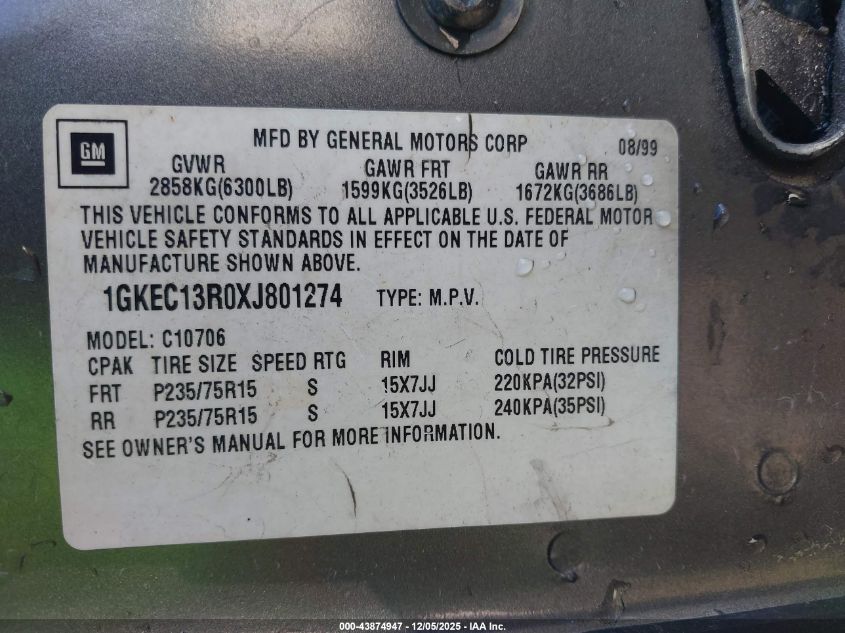 GM
MFD BY GENERAL MOTORS CORP 08/99
GVWR GAWR FRT GAWR RR
2858KG(6300LB) 1599KG(3526LB) 1672KG(3686LB)
THIS VEHICLE CONFORMS TO ALL APPLICABLE U.S. FEDERAL MOTOR
VEHICLE SAFETY STANDARDS IN EFFECT ON THE DATE OF
MANUFACTURE SHOWN ABOVE.
1GKEC13R0XJ801274 TYPE: M.P.V.
MODEL: C10706
CPAK TIRE SIZE SPEED RTG RIM COLD TIRE PRESSURE
FRT P235/75R15 S 15X7JJ 220KPA(32PSI)
RR P235/75R15 S 15X7JJ 240KPA(35PSI)
SEE OWNER'S MANUAL FOR MORE INFORMATION.
000-43874947 - 12/05/2025 - IAA Inc.